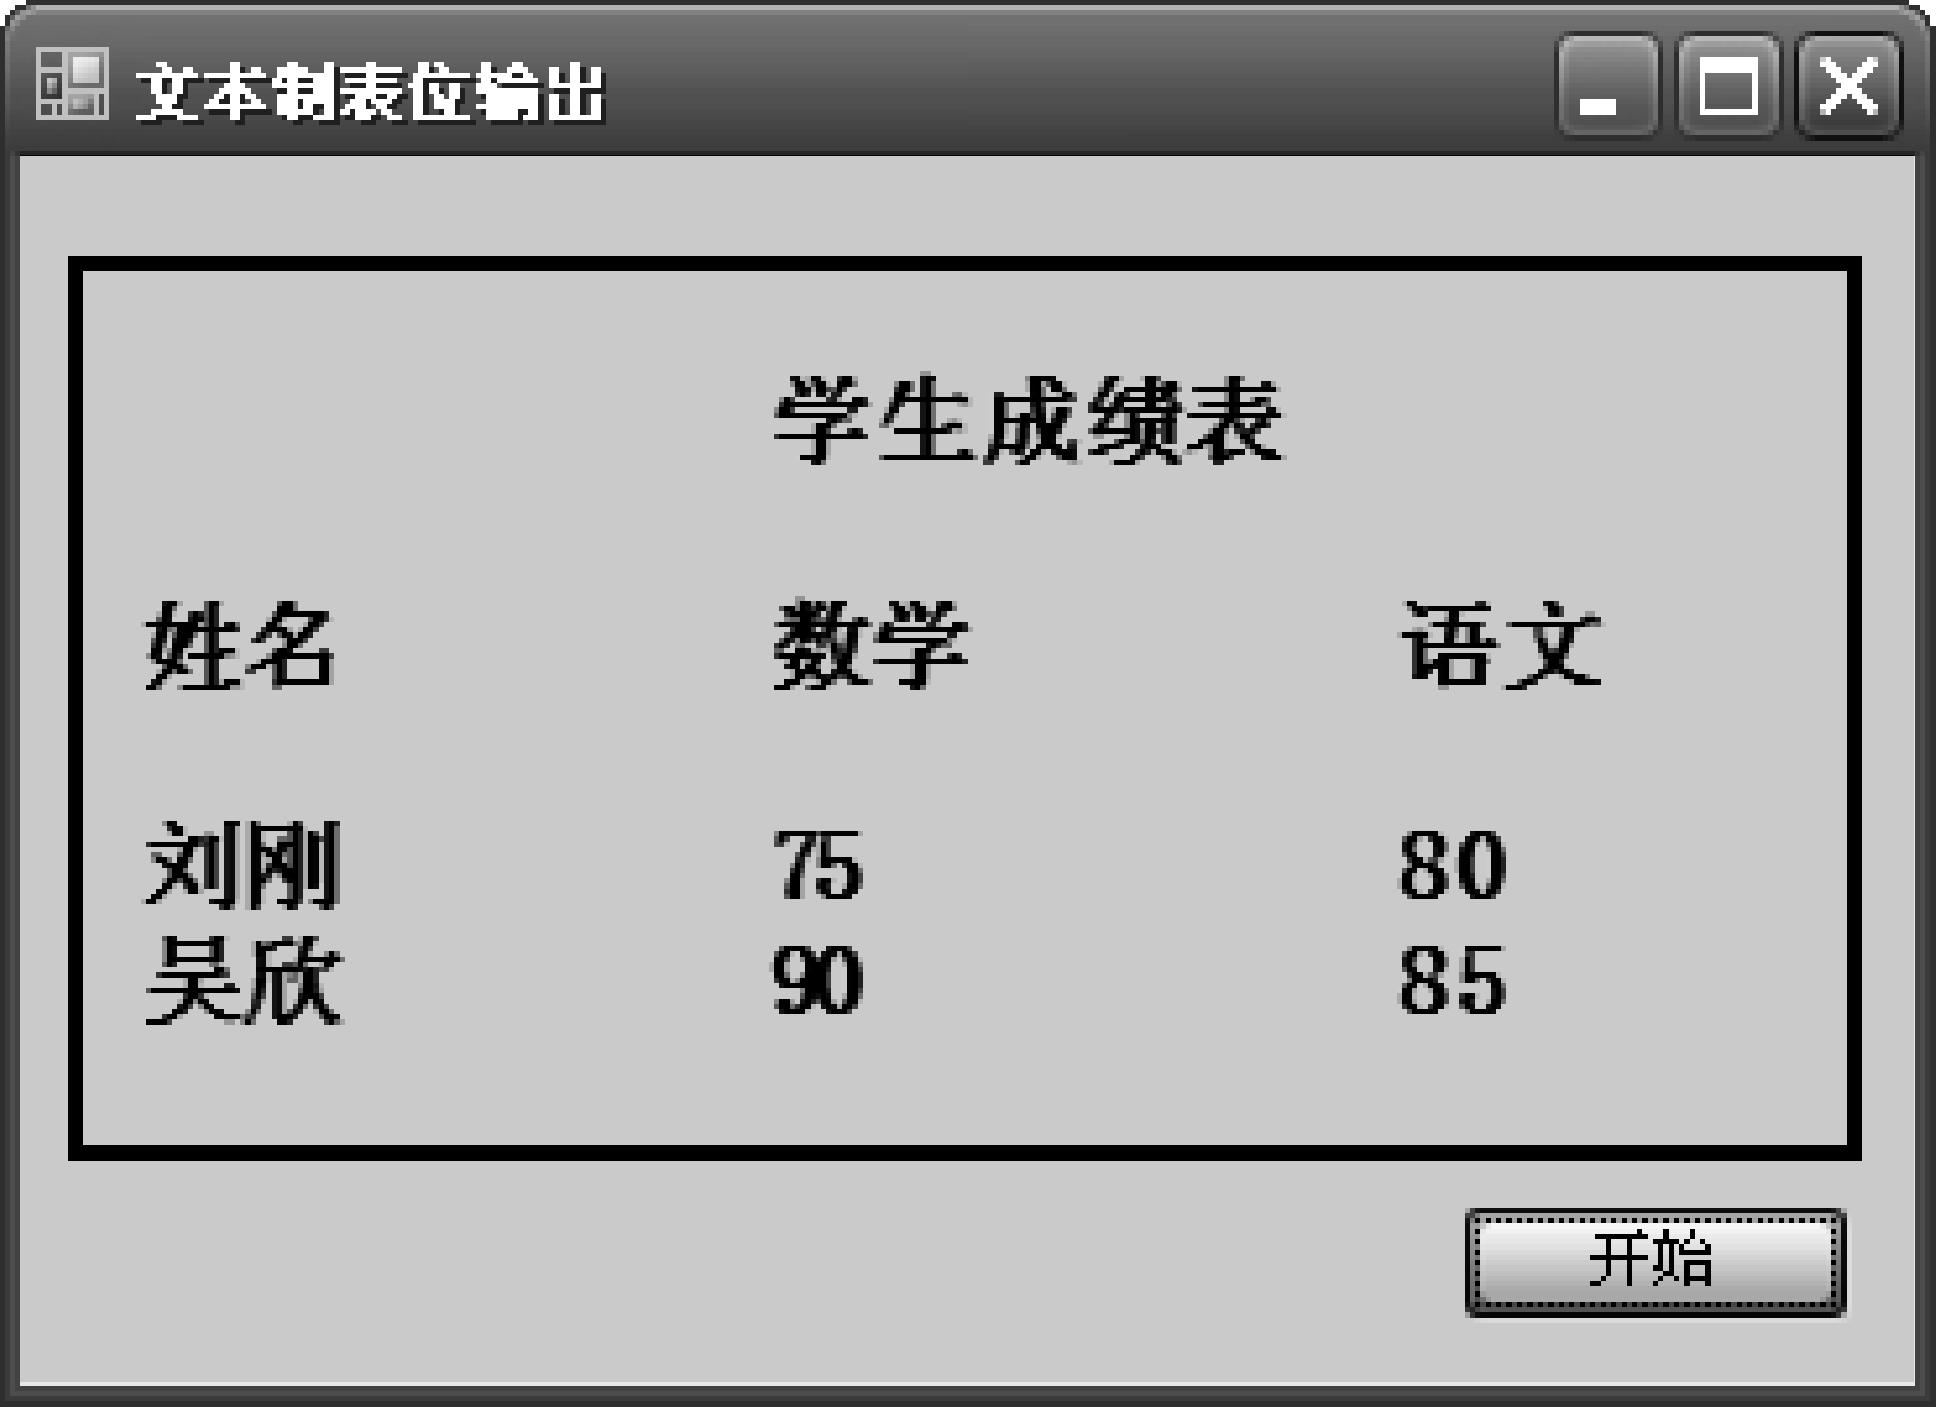 文本制表位输出
学生成绩表
姓名 数学 语文
刘刚 75 80
吴欣 90 85
开始